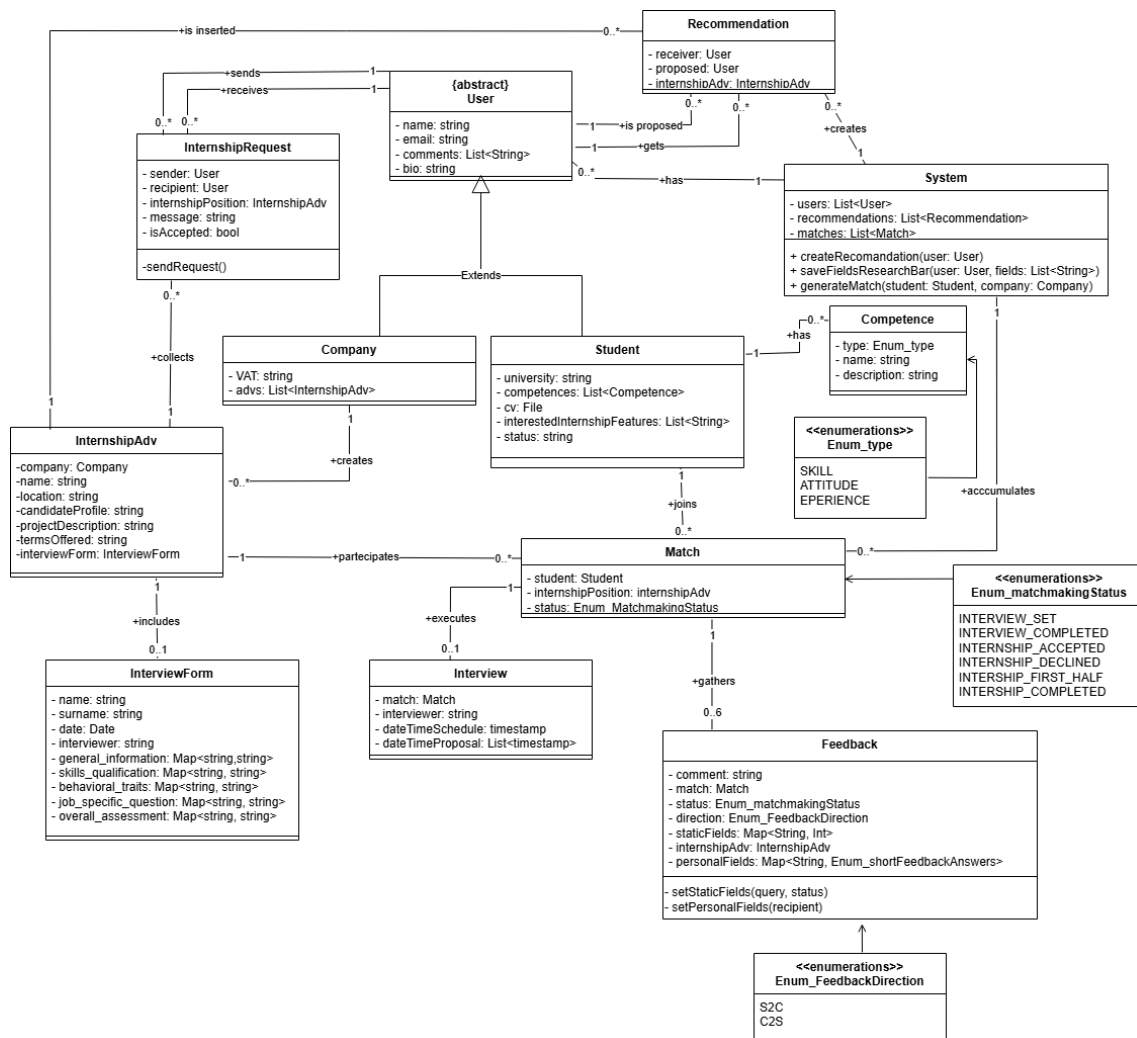 Recommendation
- receiver: User
- proposed: User
- internshipAdv: InternshipAdv
+is inserted
0..*
+sends
1
+receives
1
0..*
0..*
{abstract}
User
- name: string
- email: string
- comments: List<String>
- bio: string
0..*
0..*
1
+is proposed
1
+gets
0..*
+has
1
0..*
+creates
1
InternshipRequest
- sender: User
- recipient: User
- internshipPosition: InternshipAdv
- message: string
- isAccepted: bool
-sendRequest()
0..*
System
- users: List<User>
- recommendations: List<Recommendation>
- matches: List<Match>
+ createRecomandation(user: User)
+ saveFieldsResearchBar(user: User, fields: List<String>)
+ generateMatch(student: Student, company: Company)
1
Extends
+collects
1
1
Company
- VAT: string
- advs: List<InternshipAdv>
1
+creates
0..*
Student
- university: string
- competences: List<Competence>
- cv: File
- interestedInternshipFeatures: List<String>
- status: string
1
+has
0..*
Competence
- type: Enum_type
- name: string
- description: string
<<enumerations>>
Enum_type
SKILL
ATTITUDE
EPERIENCE
+acccumulates
0..*
1
+joins
0..*
InternshipAdv
-company: Company
-name: string
-location: string
-candidateProfile: string
-projectDescription: string
-termsOffered: string
-interviewForm: InterviewForm
1
+partecipates
0..*
Match
- student: Student
- internshipPosition: internshipAdv
- status: Enum_MatchmakingStatus
<<enumerations>>
Enum_matchmakingStatus
INTERVIEW_SET
INTERVIEW_COMPLETED
INTERNSHIP_ACCEPTED
INTERNSHIP_DECLINED
INTERSHIP_FIRST_HALF
INTERSHIP_COMPLETED
1
+includes
0..1
1
+executes
0..1
1
+gathers
0..6
InterviewForm
- name: string
- surname: string
- date: Date
- interviewer: string
- general_information: Map<string,string>
- skills_qualification: Map<string, string>
- behavioral_traits: Map<string, string>
- job_specific_question: Map<string, string>
- overall_assessment: Map<string, string>
Interview
- match: Match
- interviewer: string
- dateTimeSchedule: timestamp
- dateTimeProposal: List<timestamp>
Feedback
- comment: string
- match: Match
- status: Enum_matchmakingStatus
- direction: Enum_FeedbackDirection
- staticFields: Map<String, Int>
- internshipAdv: InternshipAdv
- personalFields: Map<String, Enum_shortFeedbackAnswers>
- setStaticFields(query, status)
- setPersonalFields(recipient)
<<enumerations>>
Enum_FeedbackDirection
S2C
C2S